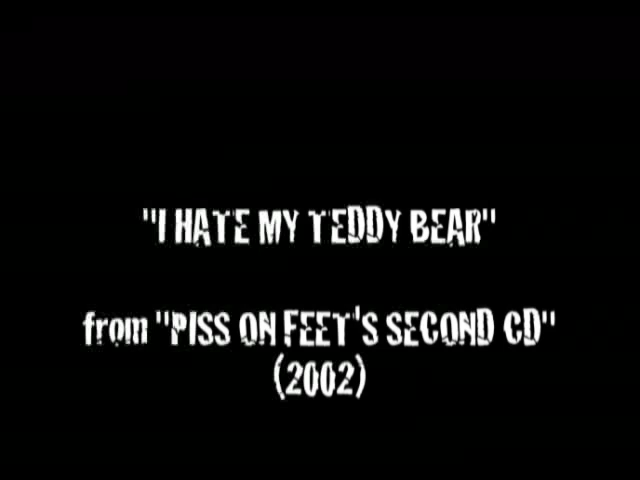 "I HATE MY TEDDY BEAR"
from "PISS ON FEET'S SECOND CD"
(2002)